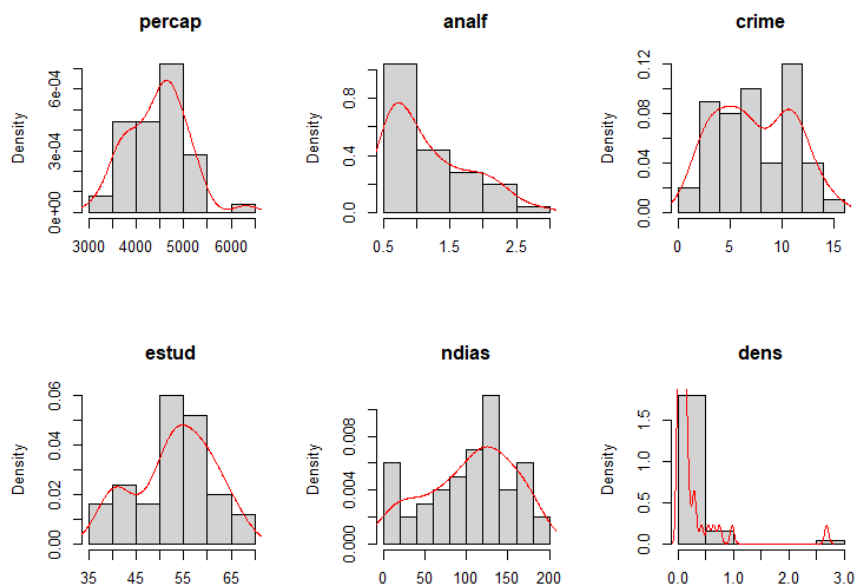 percap
Density
0e+00 3e-04 6e-04
3000 4000 5000 6000
analf
Density
0.0 0.4 0.8
0.5 1.5 2.5
crime
Density
0.00 0.04 0.08 0.12
0 5 10 15
estud
Density
0.00 0.02 0.04 0.06
35 45 55 65
ndias
Density
0.000 0.004 0.008
0 50 100 150 200
dens
Density
0.0 0.5 1.0 1.5
0.0 1.0 2.0 3.0